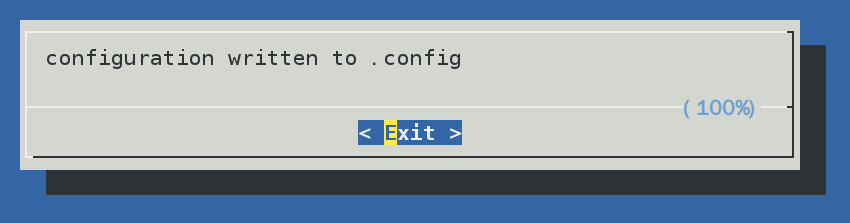 configuration written to .config
(100%)
< Exit >